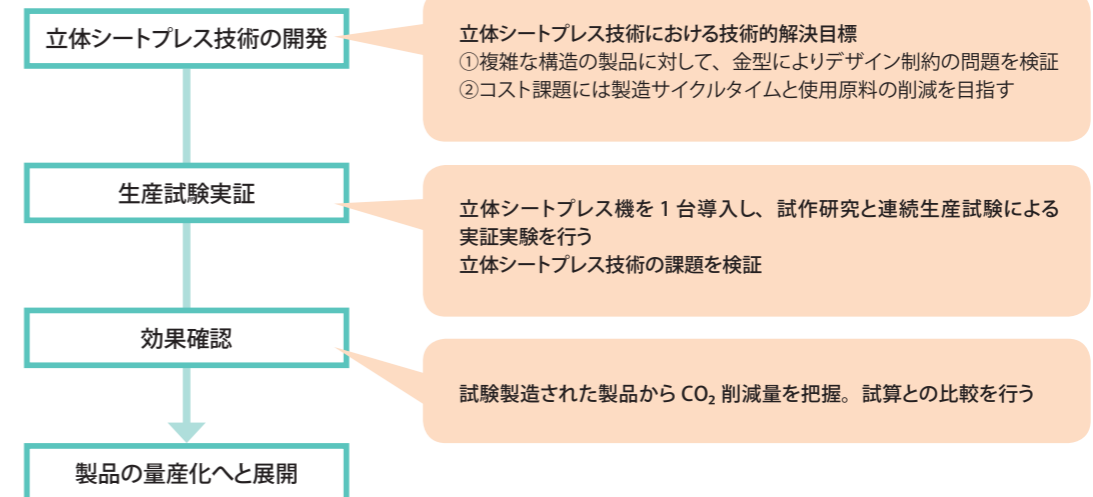 立体シートプレス技術の開発
立体シートプレス技術における技術的解決目標
①複雑な構造の製品に対して、金型によりデザイン制約の問題を検証
②コスト課題には製造サイクルタイムと使用原料の削減を目指す
生産試験実証
立体シートプレス機を 1 台導入し、試作研究と連続生産試験による
実証実験を行う
立体シートプレス技術の課題を検証
効果確認
試験製造された製品から CO₂ 削減量を把握。試算との比較を行う
製品の量産化へと展開